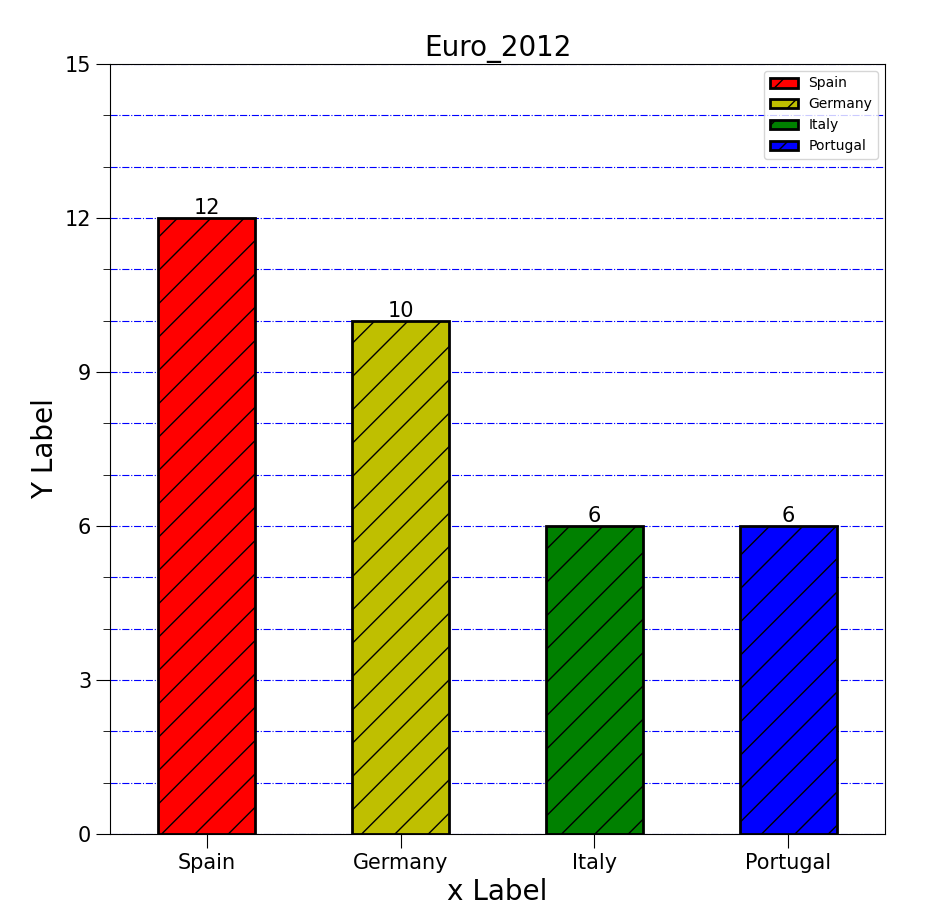 Euro_2012
15
12
9
6
3
0
Y Label
12
10
6
6
Spain
Germany
Italy
Portugal
Spain
Germany
Italy
Portugal
x Label